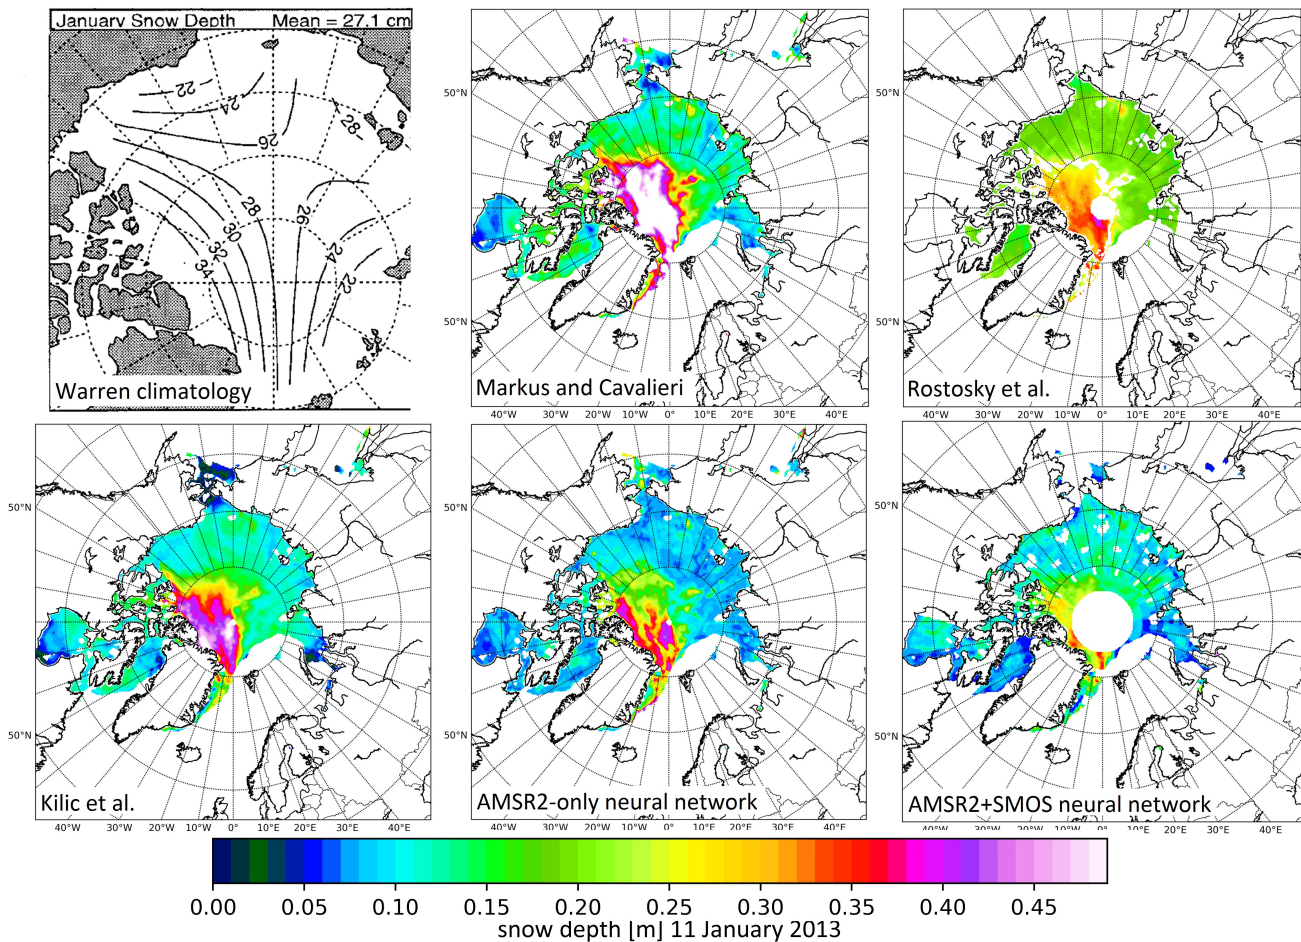 January Snow Depth Mean = 27.1 cm
22
24
26
28
28
30
32
34
26
24
22
Warren climatology
50°N
50°N
Markus and Cavalieri
40°W 30°W 20°W 10°W 0° 10°E 20°E 30°E 40°E
50°N
50°N
Rostosky et al.
40°W 30°W 20°W 10°W 0° 10°E 20°E 30°E 40°E
50°N
50°N
Kilic et al.
40°W 30°W 20°W 10°W 0° 10°E 20°E 30°E 40°E
50°N
50°N
AMSR2-only neural network
40°W 30°W 20°W 10°W 0° 10°E 20°E 30°E 40°E
50°N
50°N
AMSR2+SMOS neural network
40°W 30°W 20°W 10°W 0° 10°E 20°E 30°E 40°E
0.00 0.05 0.10 0.15 0.20 0.25 0.30 0.35 0.40 0.45
snow depth [m] 11 January 2013